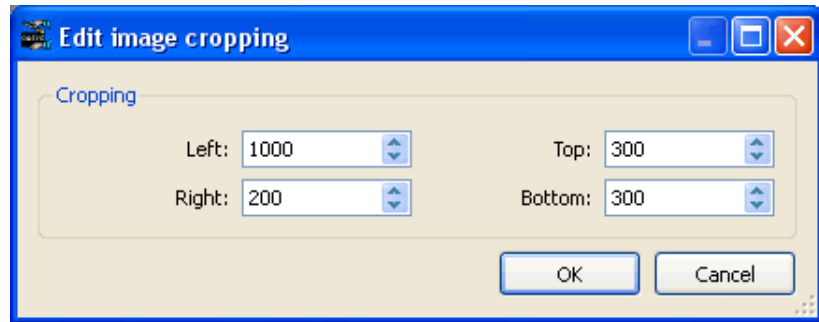 Edit image cropping
Cropping
Left: 1000 Top: 300
Right: 200 Bottom: 300
OK Cancel